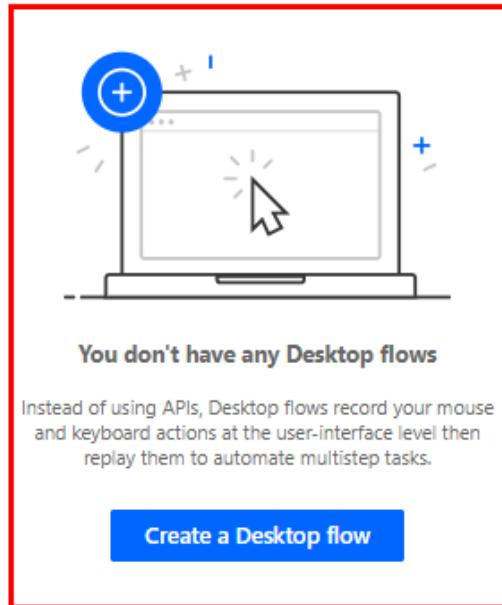 You don't have any Desktop flows
Instead of using APIs, Desktop flows record your mouse
and keyboard actions at the user-interface level then
replay them to automate multistep tasks.
Create a Desktop flow